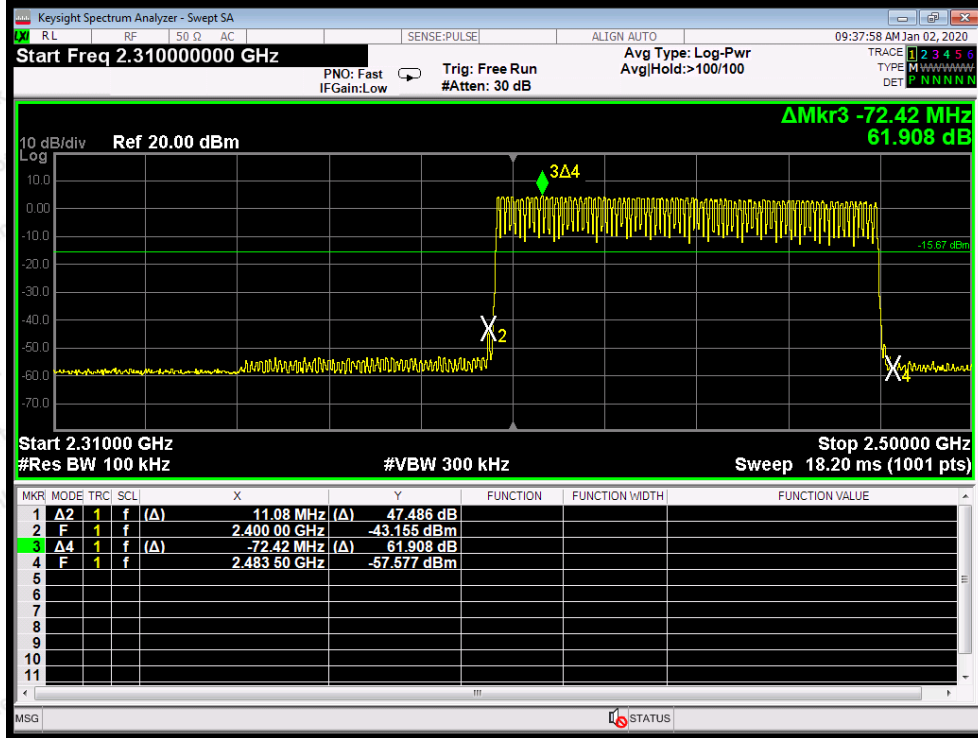 Keysight Spectrum Analyzer - Swept SA
LXI RL RF 50 Ω AC SENSE:PULSE ALIGN AUTO 09:37:58 AM Jan 02, 2020
Start Freq 2.310000000 GHz
PNO: Fast
IFGain:Low
Trig: Free Run
#Atten: 30 dB
Avg Type: Log-Pwr
Avg|Hold:>100/100
TRACE 1 2 3 4 5 6
TYPE M W W W W W
DET P N N N N N
ΔMkr3 -72.42 MHz
61.908 dB
10 dB/div Ref 20.00 dBm
Log
10.0
0.00
-10.0
-20.0
-30.0
-40.0
-50.0
-60.0
-70.0
3Δ4
-15.67 dBm
2
4
Start 2.31000 GHz Stop 2.50000 GHz
#Res BW 100 kHz #VBW 300 kHz Sweep 18.20 ms (1001 pts)
MKR MODE TRC SCL X Y FUNCTION FUNCTION WIDTH FUNCTION VALUE
1 Δ2 1 f (Δ) 11.08 MHz (Δ) 47.486 dB
2 F 1 f 2.400 00 GHz -43.155 dBm
3 Δ4 1 f (Δ) -72.42 MHz (Δ) 61.908 dB
4 F 1 f 2.483 50 GHz -57.577 dBm
5
6
7
8
9
10
11
MSG STATUS